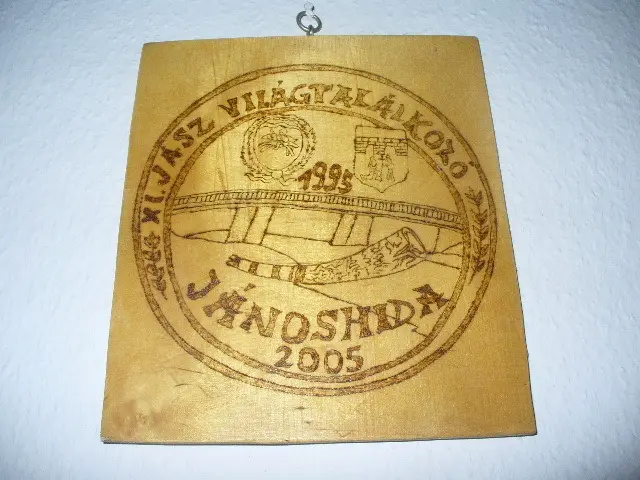 XI. JÁSZ VILÁGTALÁLKOZÓ
1995
JÁNOSHIDA
2005